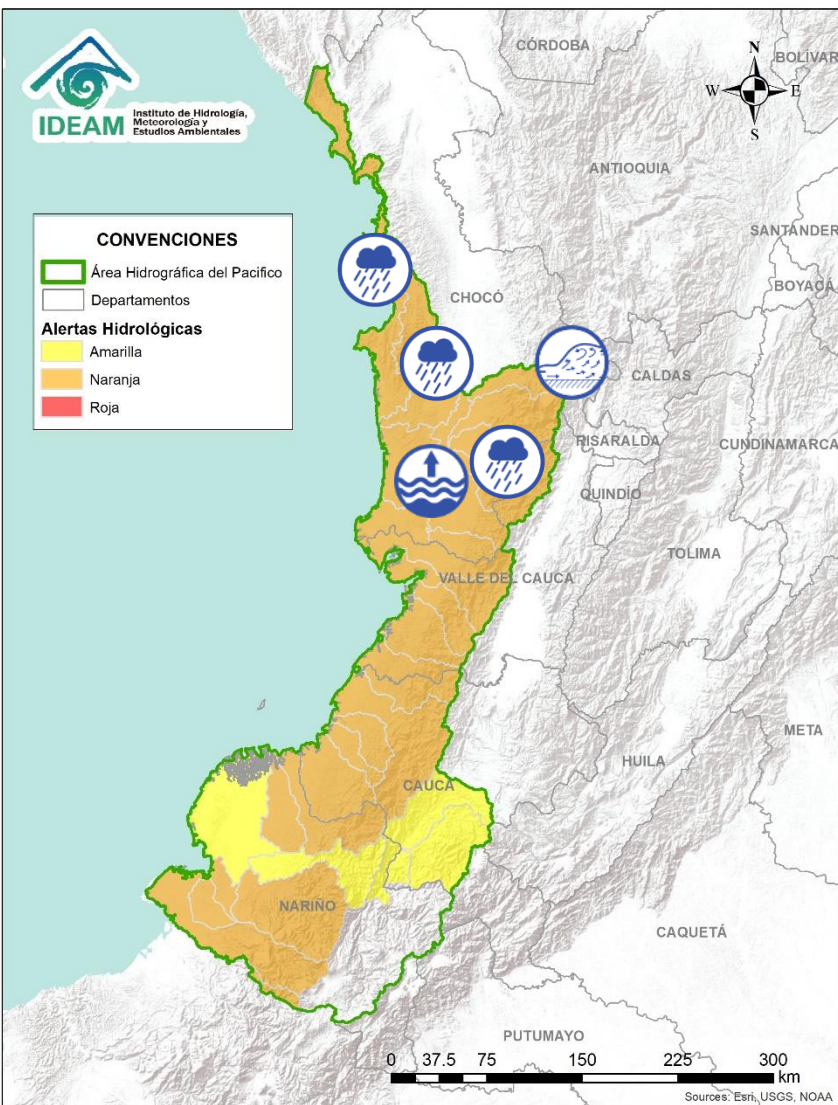 IDEAM
Instituto de Hidrología,
Meteorología y
Estudios Ambientales
N
W
E
S
CONVENCIONES
Área Hidrográfica del Pacifico
Departamentos
Alertas Hidrológicas
Amarilla
Naranja
Roja
CÓRDOBA
BOLÍVAR
ANTIOQUIA
SANTANDER
BOYACÁ
CHOCÓ
CALDAS
RISARALDA
CUNDINAMARCA
QUINDÍO
TOLIMA
VALLE DEL CAUCA
META
HUILA
CAUCA
NARIÑO
CAQUETÁ
PUTUMAYO
0 37.5 75 150 225 300
km
Sources: Esri, USGS, NOAA